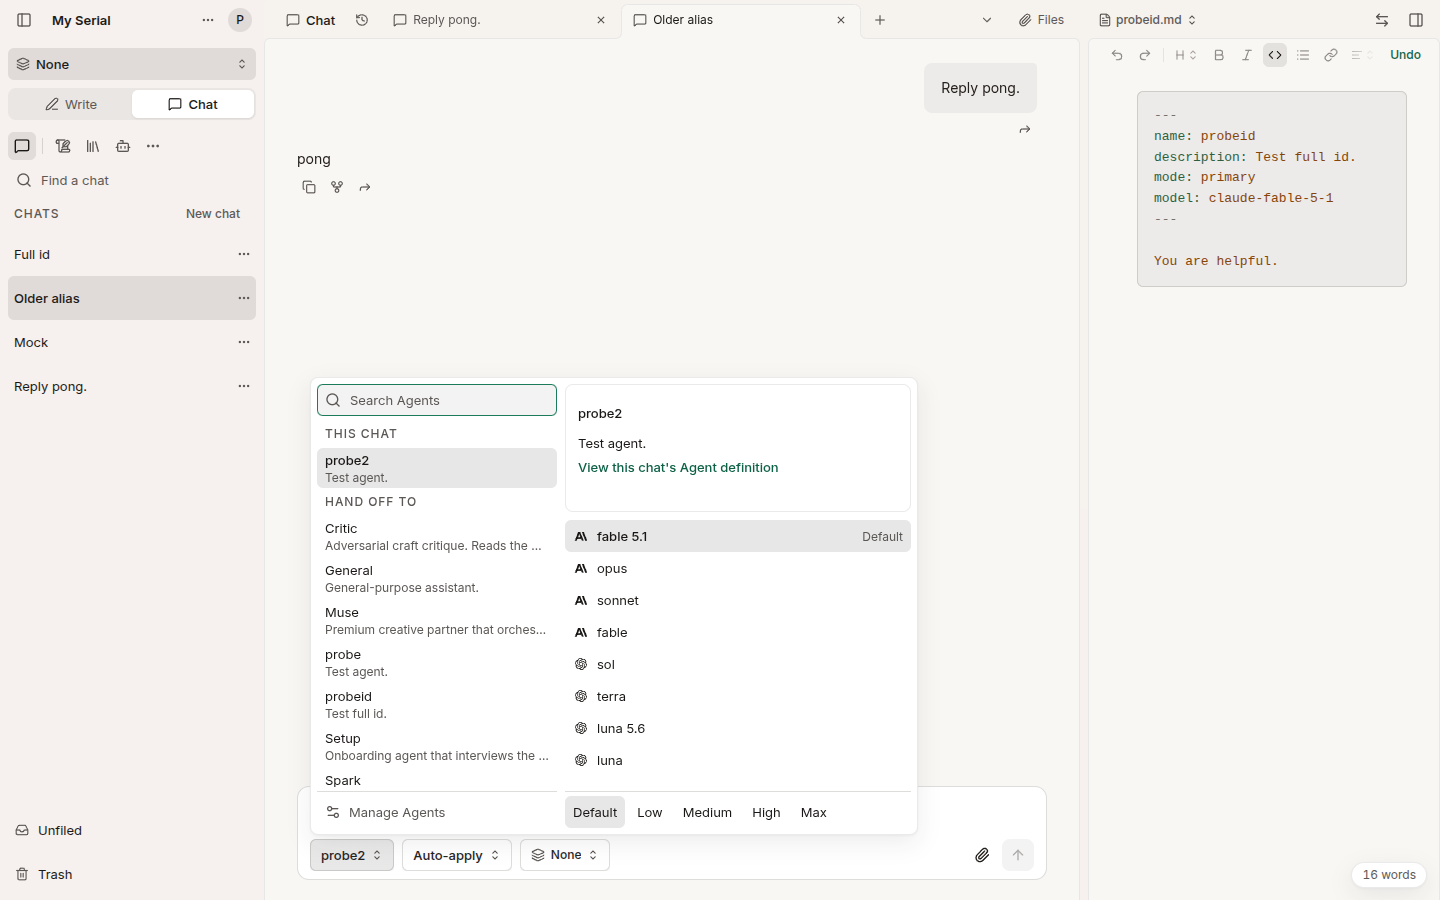 My Serial
P
None
Write
Chat
Find a chat
CHATS
New chat
Full id
Older alias
Mock
Reply pong.
Unfiled
Trash
Chat
Reply pong.
Older alias
Files
Reply pong.
pong
Search Agents
THIS CHAT
probe2
Test agent.
HAND OFF TO
Critic
Adversarial craft critique. Reads the ...
General
General-purpose assistant.
Muse
Premium creative partner that orches...
probe
Test agent.
probeid
Test full id.
Setup
Onboarding agent that interviews the ...
Spark
Manage Agents
probe2
Test agent.
View this chat's Agent definition
fable 5.1
Default
opus
sonnet
fable
sol
terra
luna 5.6
luna
Default
Low
Medium
High
Max
probe2
Auto-apply
None
probeid.md
H
B
I
Undo
---
name: probeid
description: Test full id.
mode: primary
model: claude-fable-5-1
---
You are helpful.
16 words